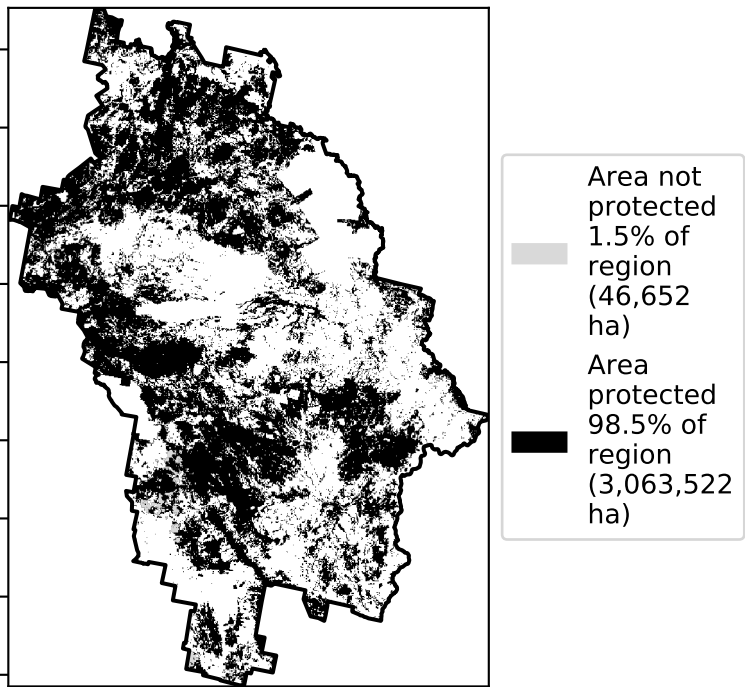 Area not
protected
1.5% of
region
(46,652
ha)
Area
protected
98.5% of
region
(3,063,522
ha)